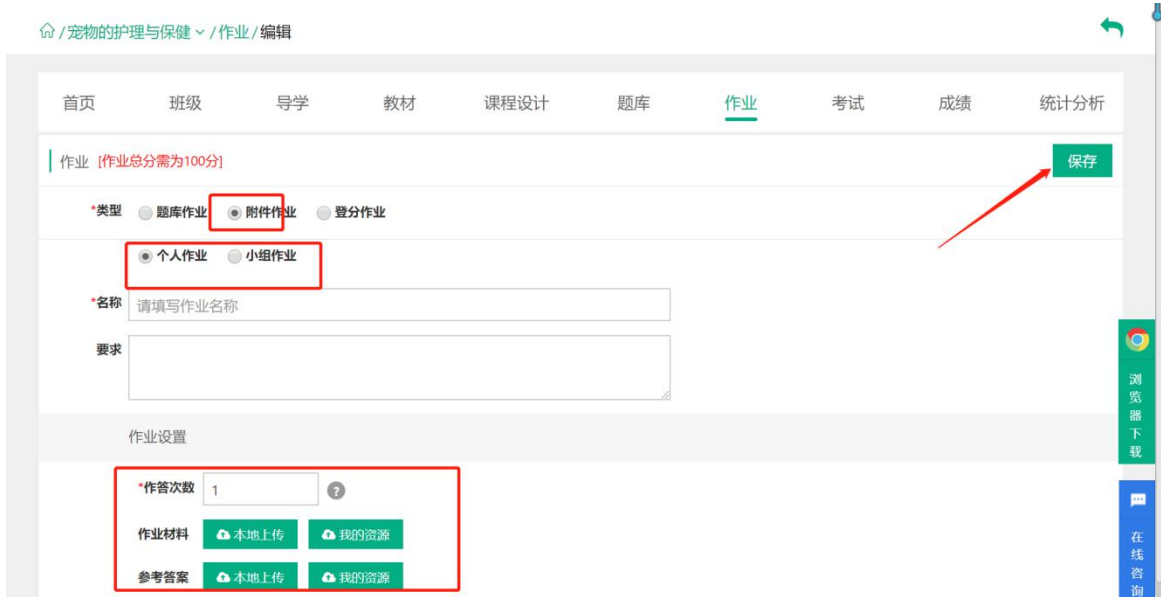 /宠物的护理与保健 /作业/编辑
首页 班级 导学 教材 课程设计 题库 作业 考试 成绩 统计分析
作业 [作业总分需为100分] 保存
*类型 题库作业 附件作业 登分作业
个人作业 小组作业
*名称 请填写作业名称
要求
作业设置
*作答次数 1 ?
作业材料 本地上传 我的资源
参考答案 本地上传 我的资源
浏览器下载
在线咨询